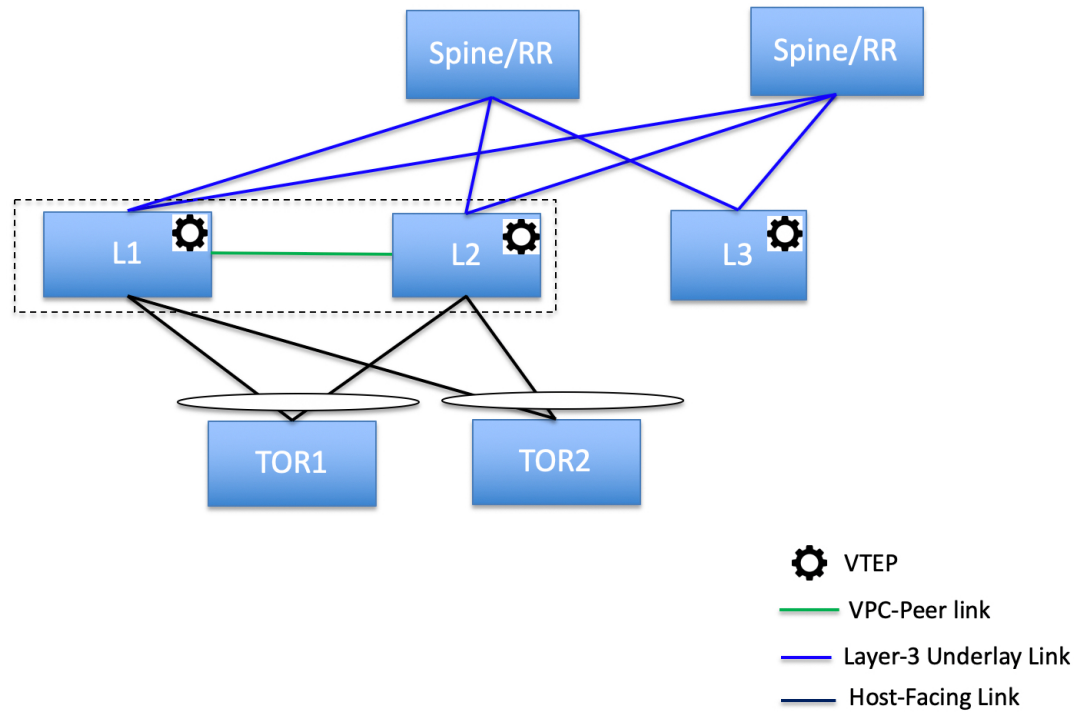 Spine/RR
Spine/RR
L1
L2
L3
TOR1
TOR2
VTEP
VPC-Peer link
Layer-3 Underlay Link
Host-Facing Link